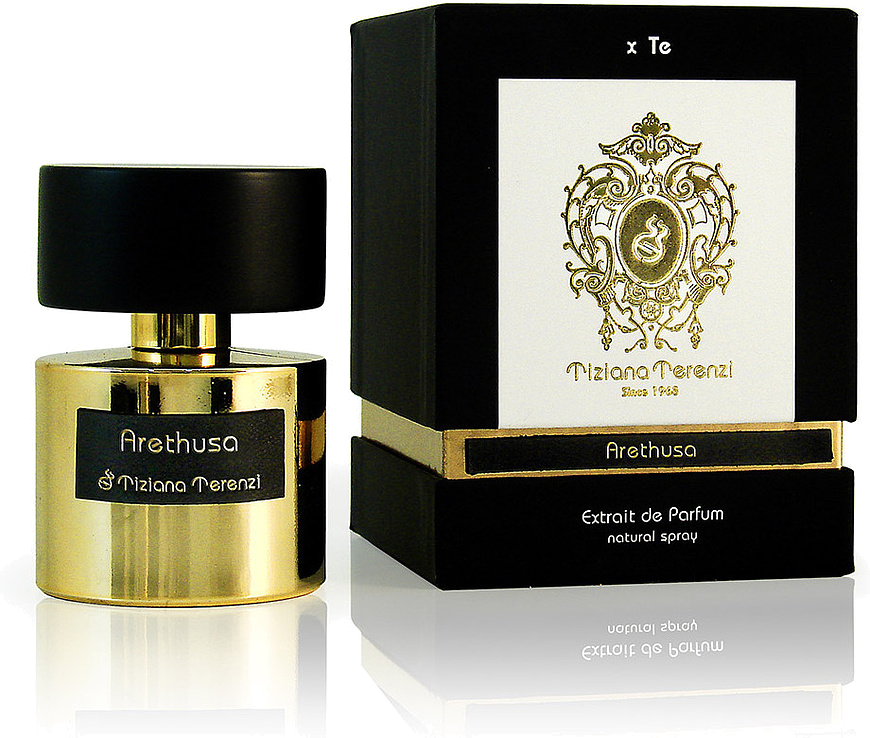 x Te
Tiziana Terenzi
Since 1968
Arethusa
Extrait de Parfum
natural spray
Arethusa
Tiziana Terenzi